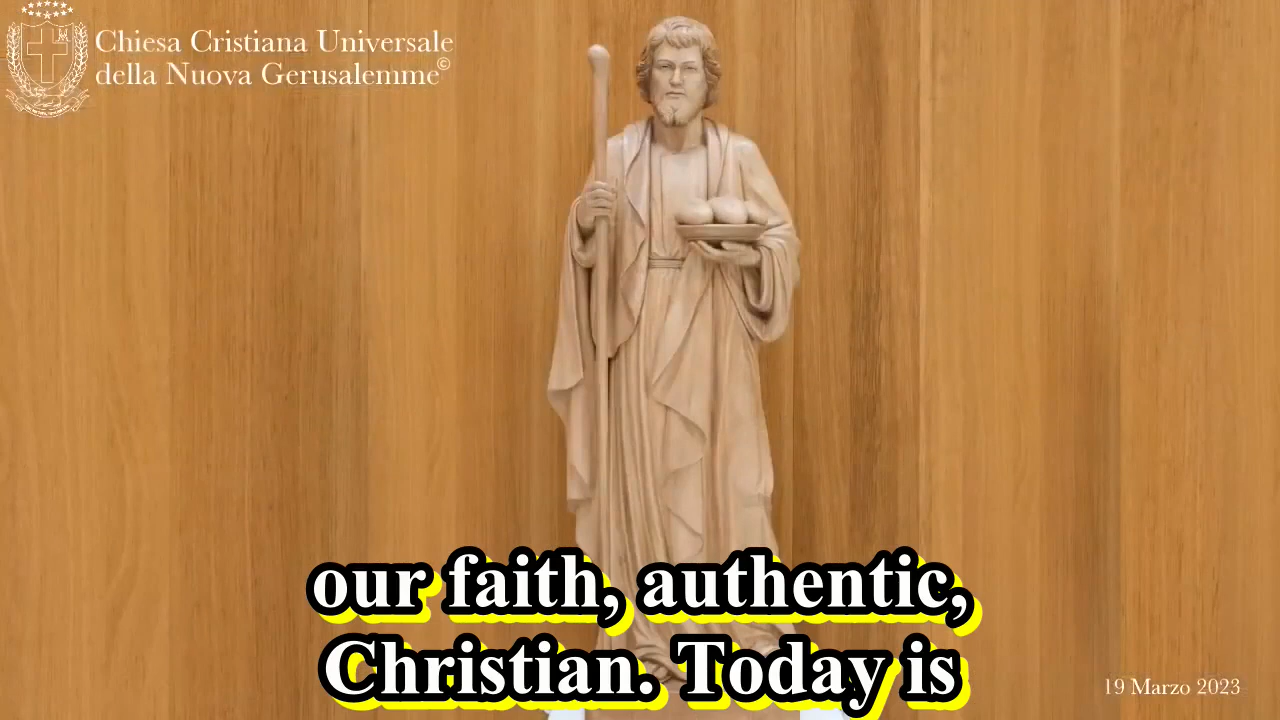 Chiesa Cristiana Universale
della Nuova Gerusalemme©
our faith, authentic,
Christian. Today is
19 Marzo 2023